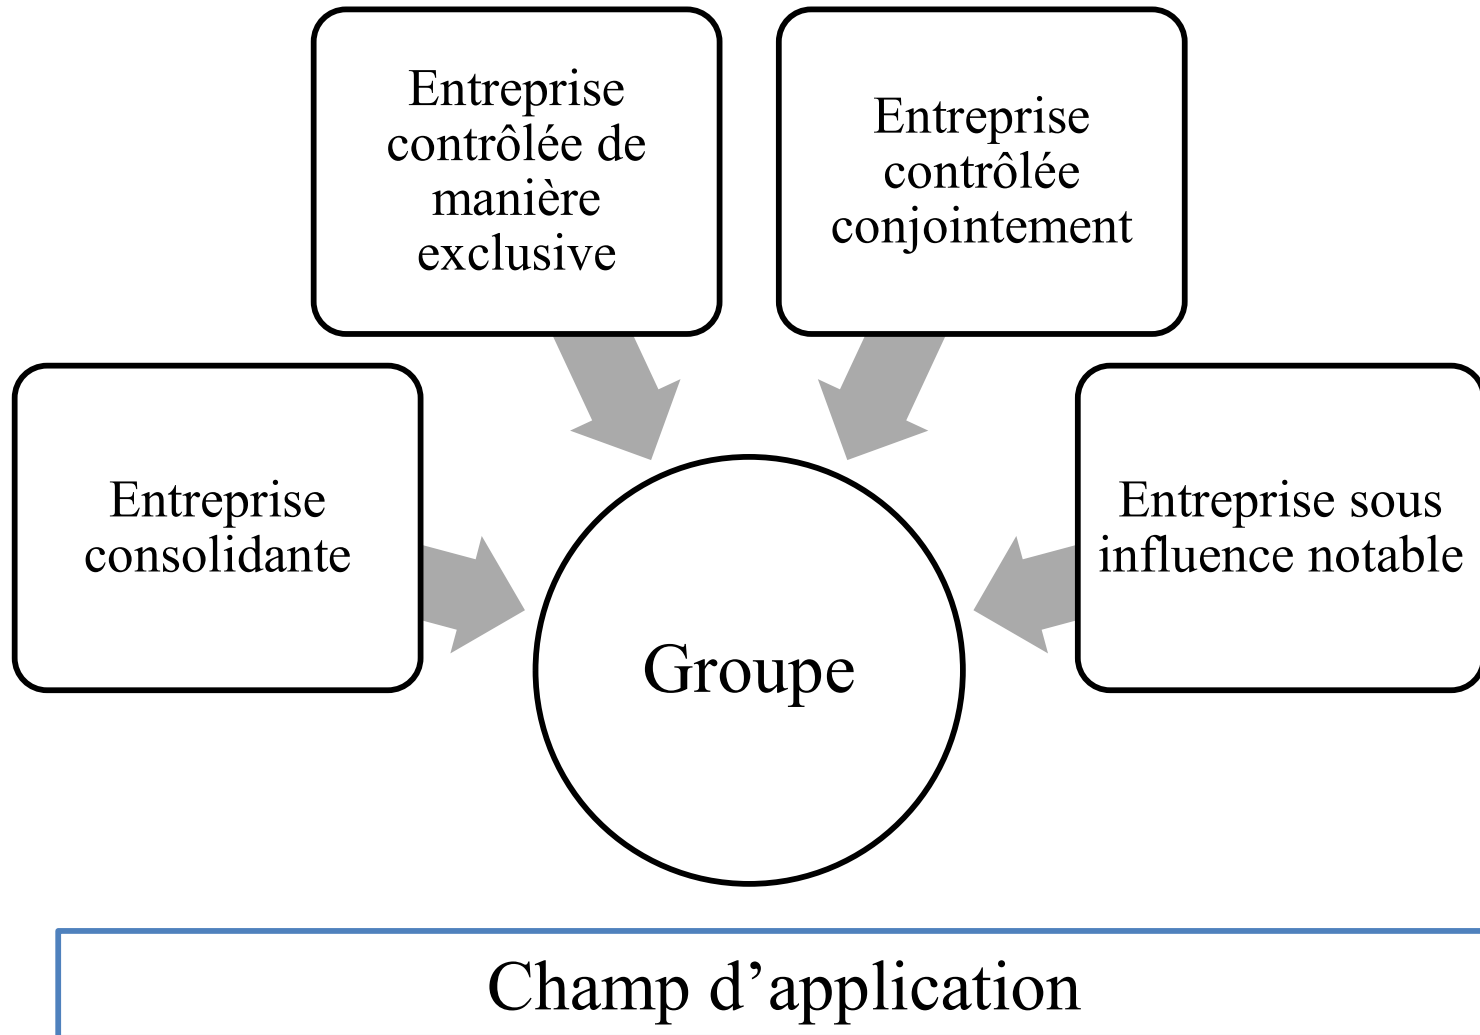 Entreprise
contrôlée de
manière
exclusive
Entreprise
contrôlée
conjointement
Entreprise
consolidante
Entreprise sous
influence notable
Groupe
Champ d’application